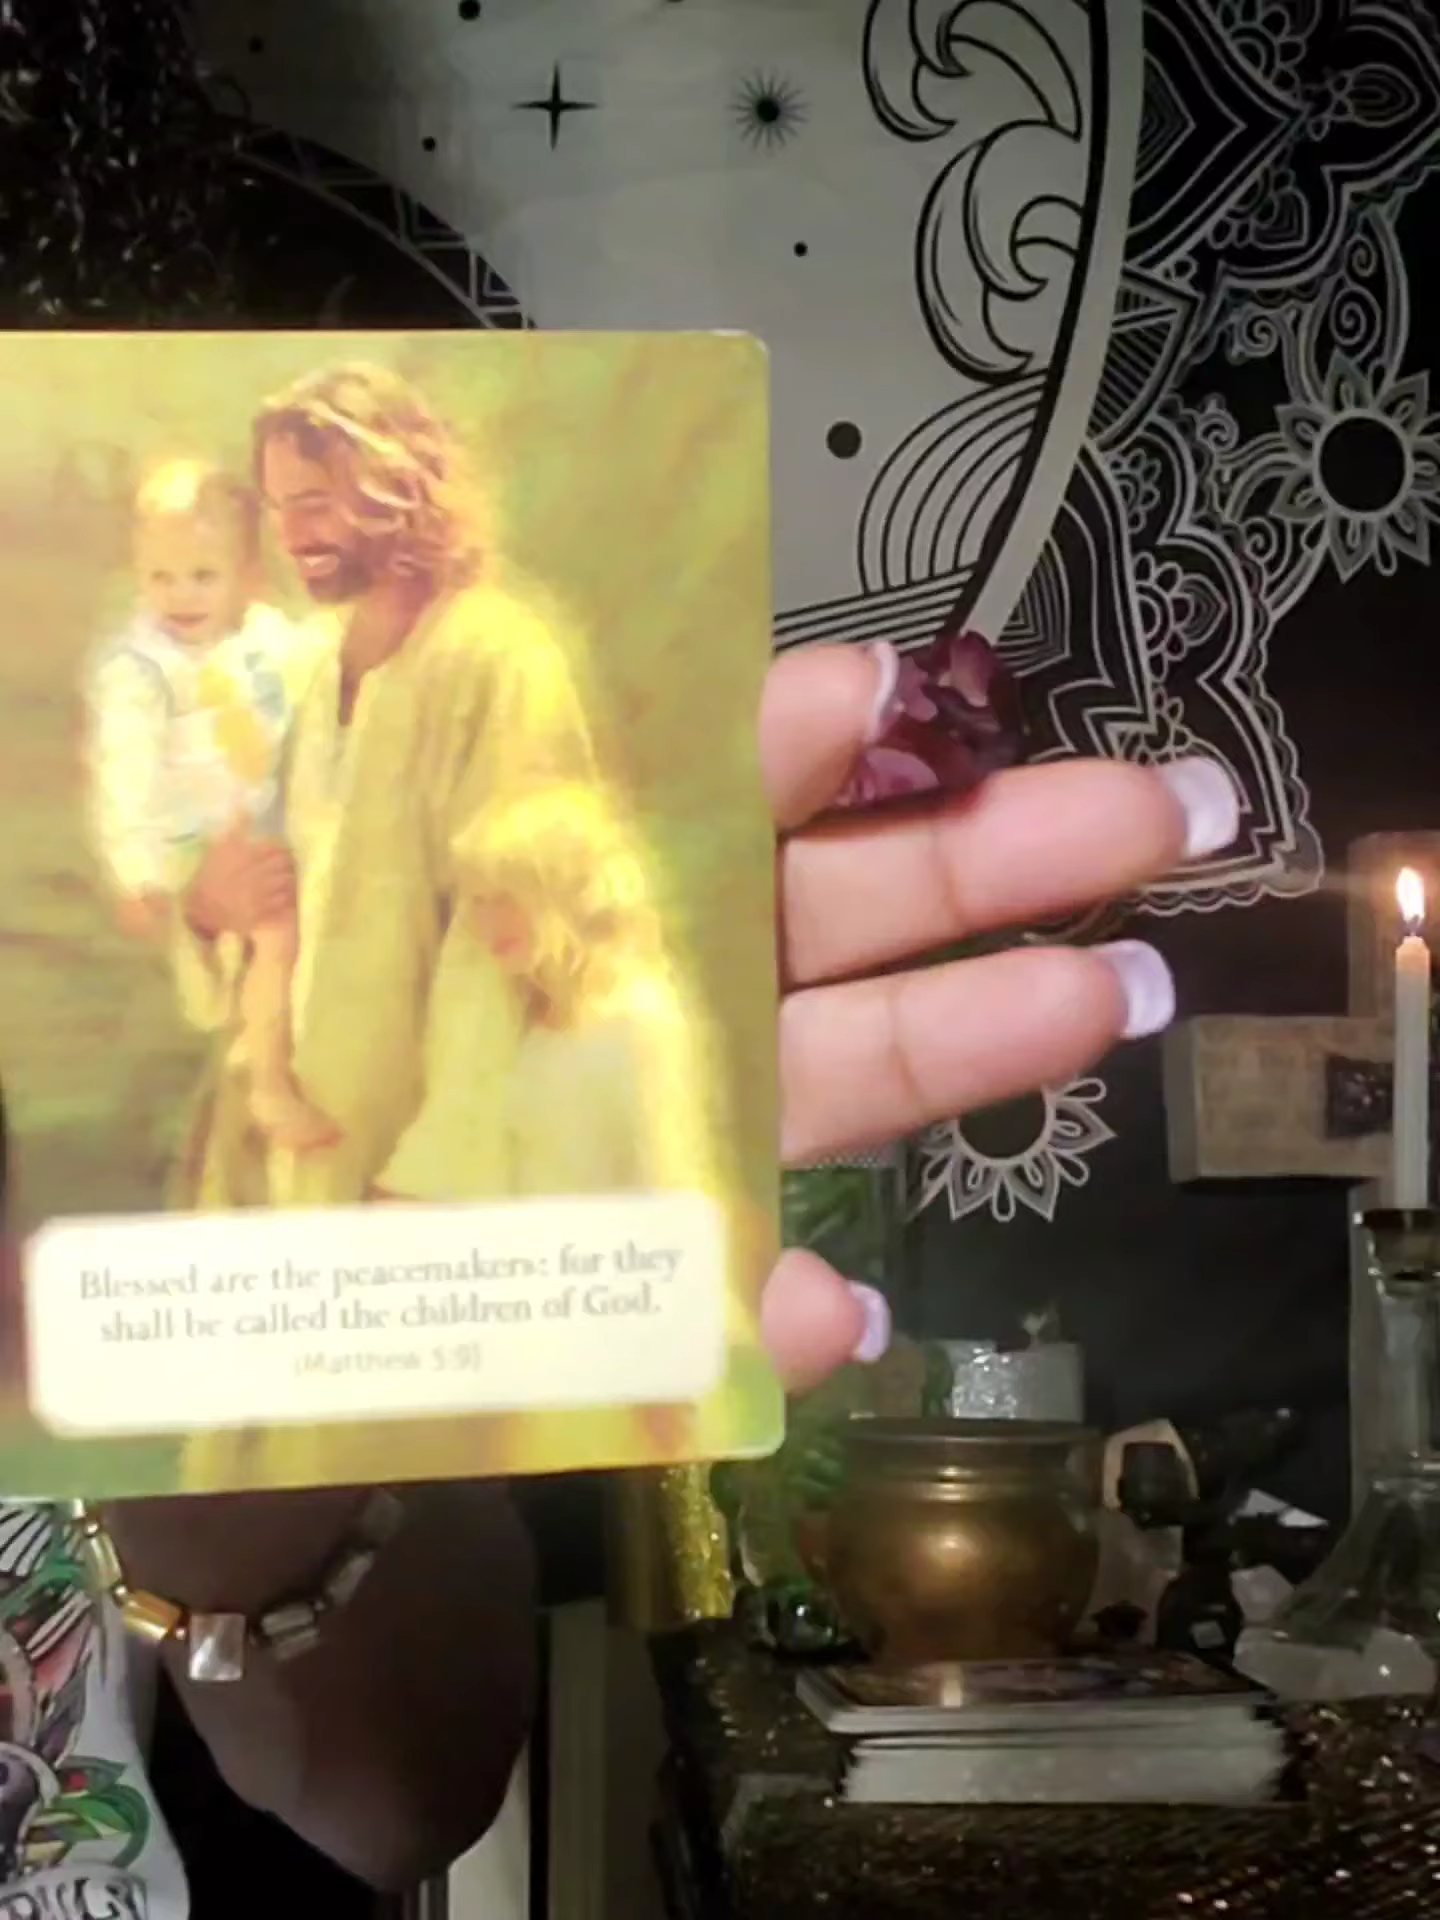 Blessed are the peacemakers: for they
shall be called the children of God.
(Matthew 5:9)